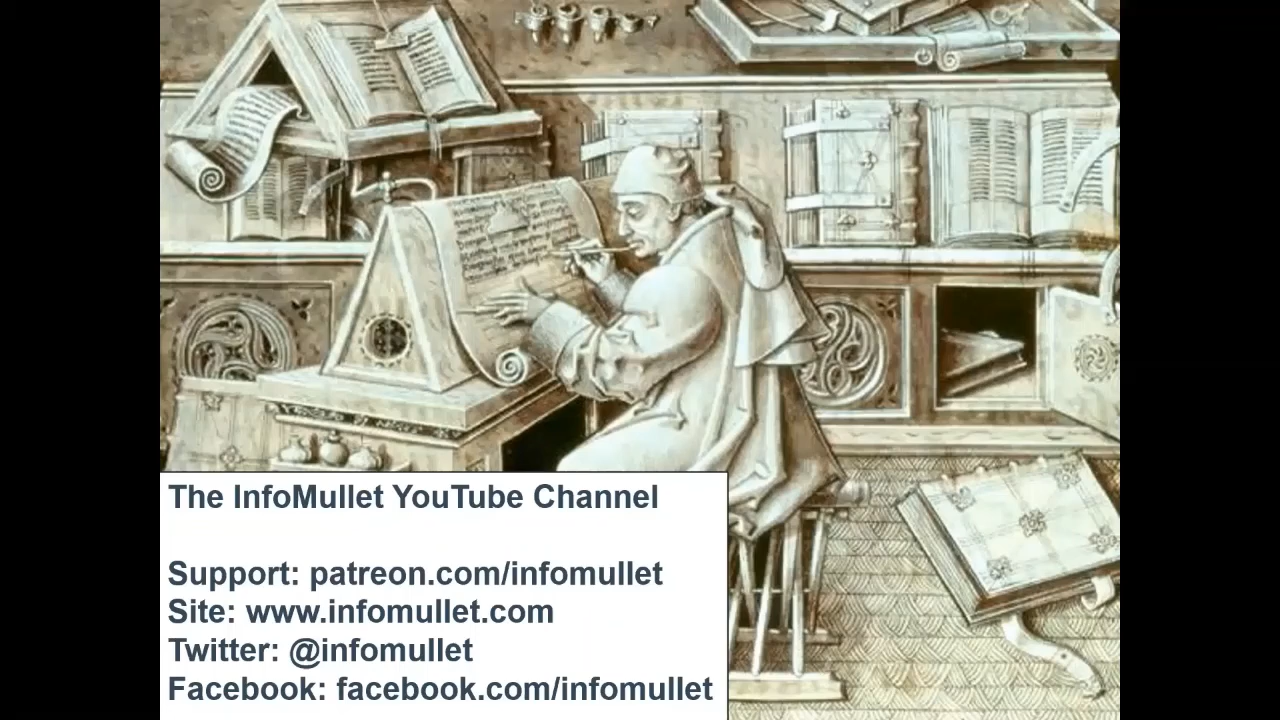 The InfoMullet YouTube Channel
Support: patreon.com/infomullet
Site: www.infomullet.com
Twitter: @infomullet
Facebook: facebook.com/infomullet